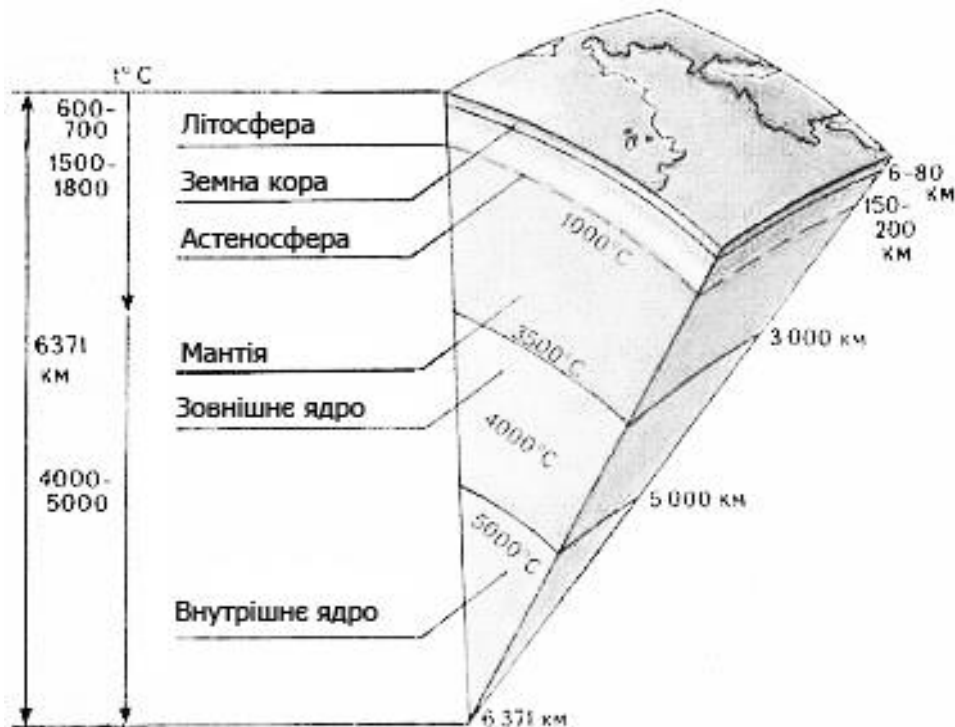 t° C
600-
700
1500-
1800
6371
км
4000-
5000
Літосфера
Земна кора
Астеносфера
Мантія
Зовнішнє ядро
Внутрішнє ядро
1000°C
3500°C
4000°C
5000°C
6-80
км
150-
200
км
3 000 км
5 000 км
6 371 км